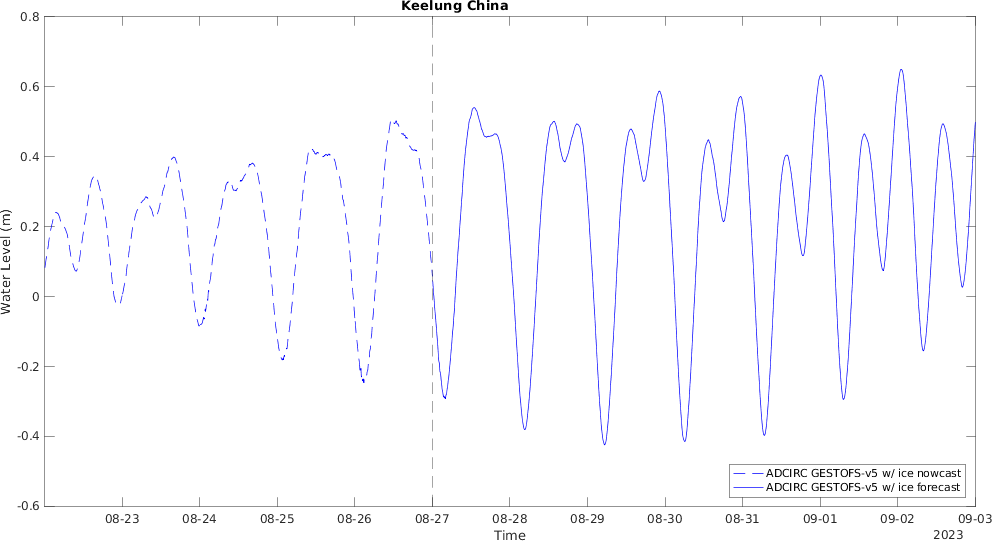 Keelung China
Water Level (m)
0.8
0.6
0.4
0.2
0
-0.2
-0.4
-0.6
ADCIRC GESTOFS-v5 w/ ice nowcast
ADCIRC GESTOFS-v5 w/ ice forecast
08-23 08-24 08-25 08-26 08-27 08-28 08-29 08-30 08-31 09-01 09-02 09-03
Time
2023